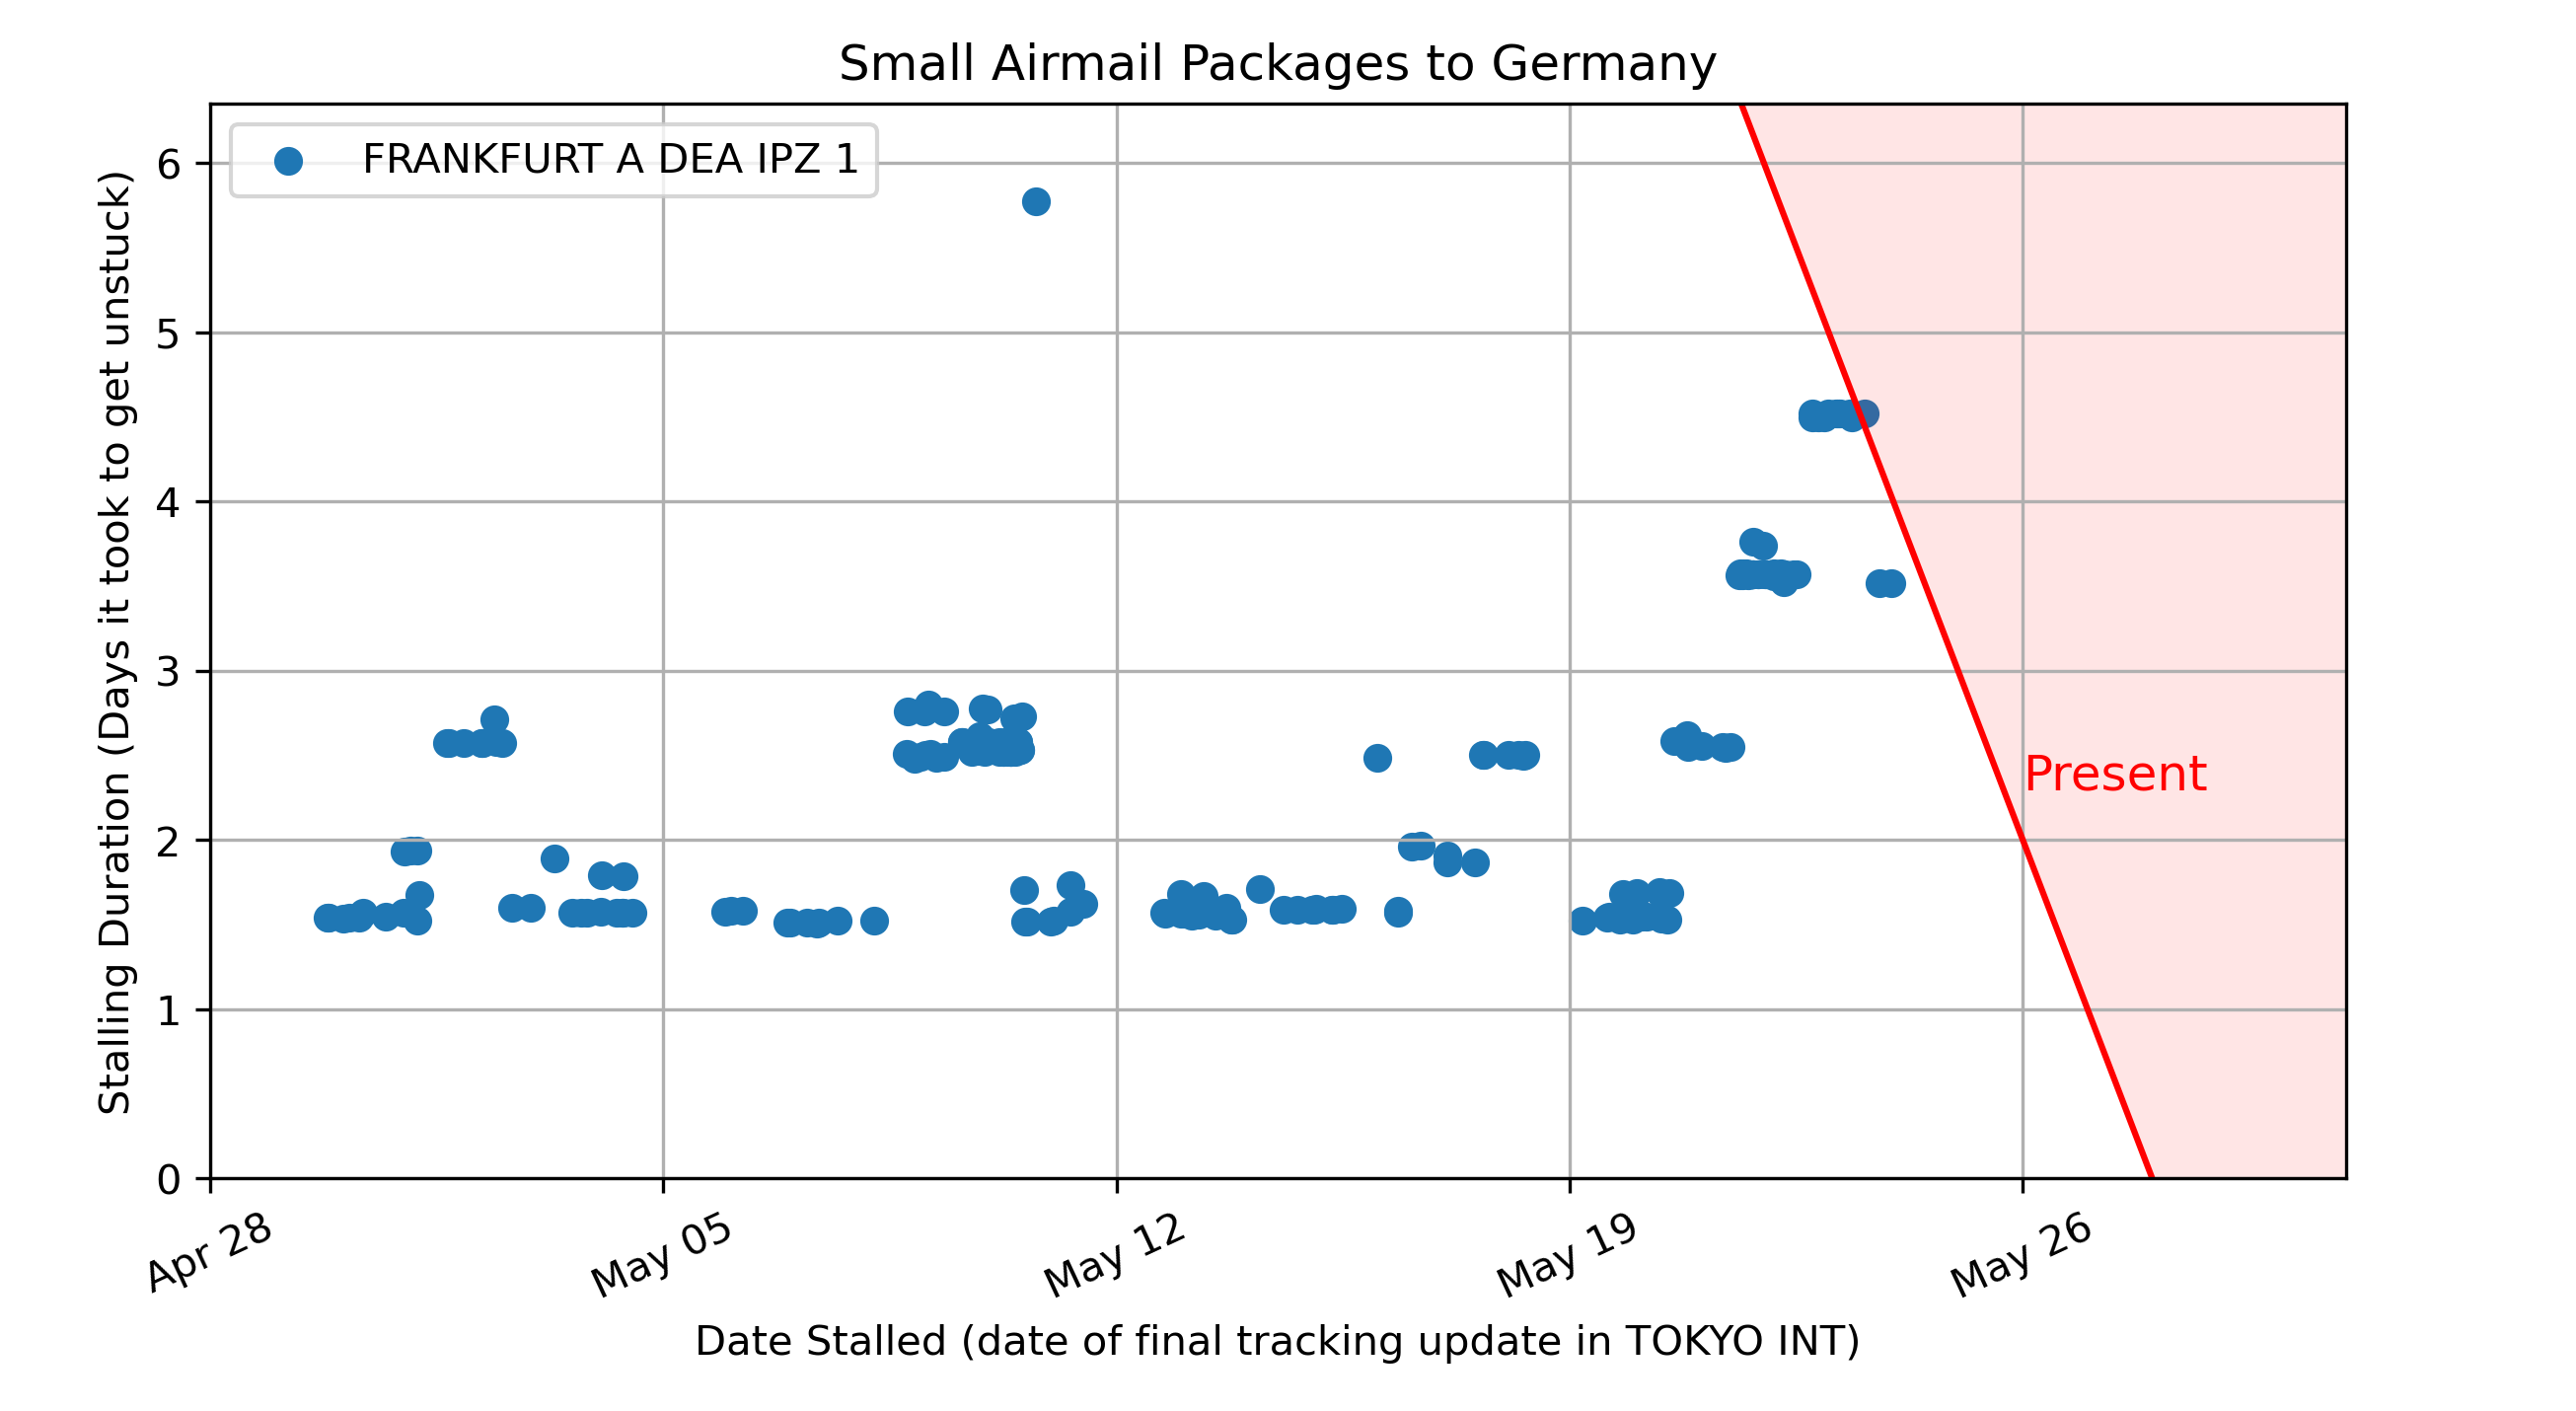 Small Airmail Packages to Germany
FRANKFURT A DEA IPZ 1
Stalling Duration (Days it took to get unstuck)
6
5
4
3
2
1
0
Present
Apr 28
May 05
May 12
May 19
May 26
Date Stalled (date of final tracking update in TOKYO INT)